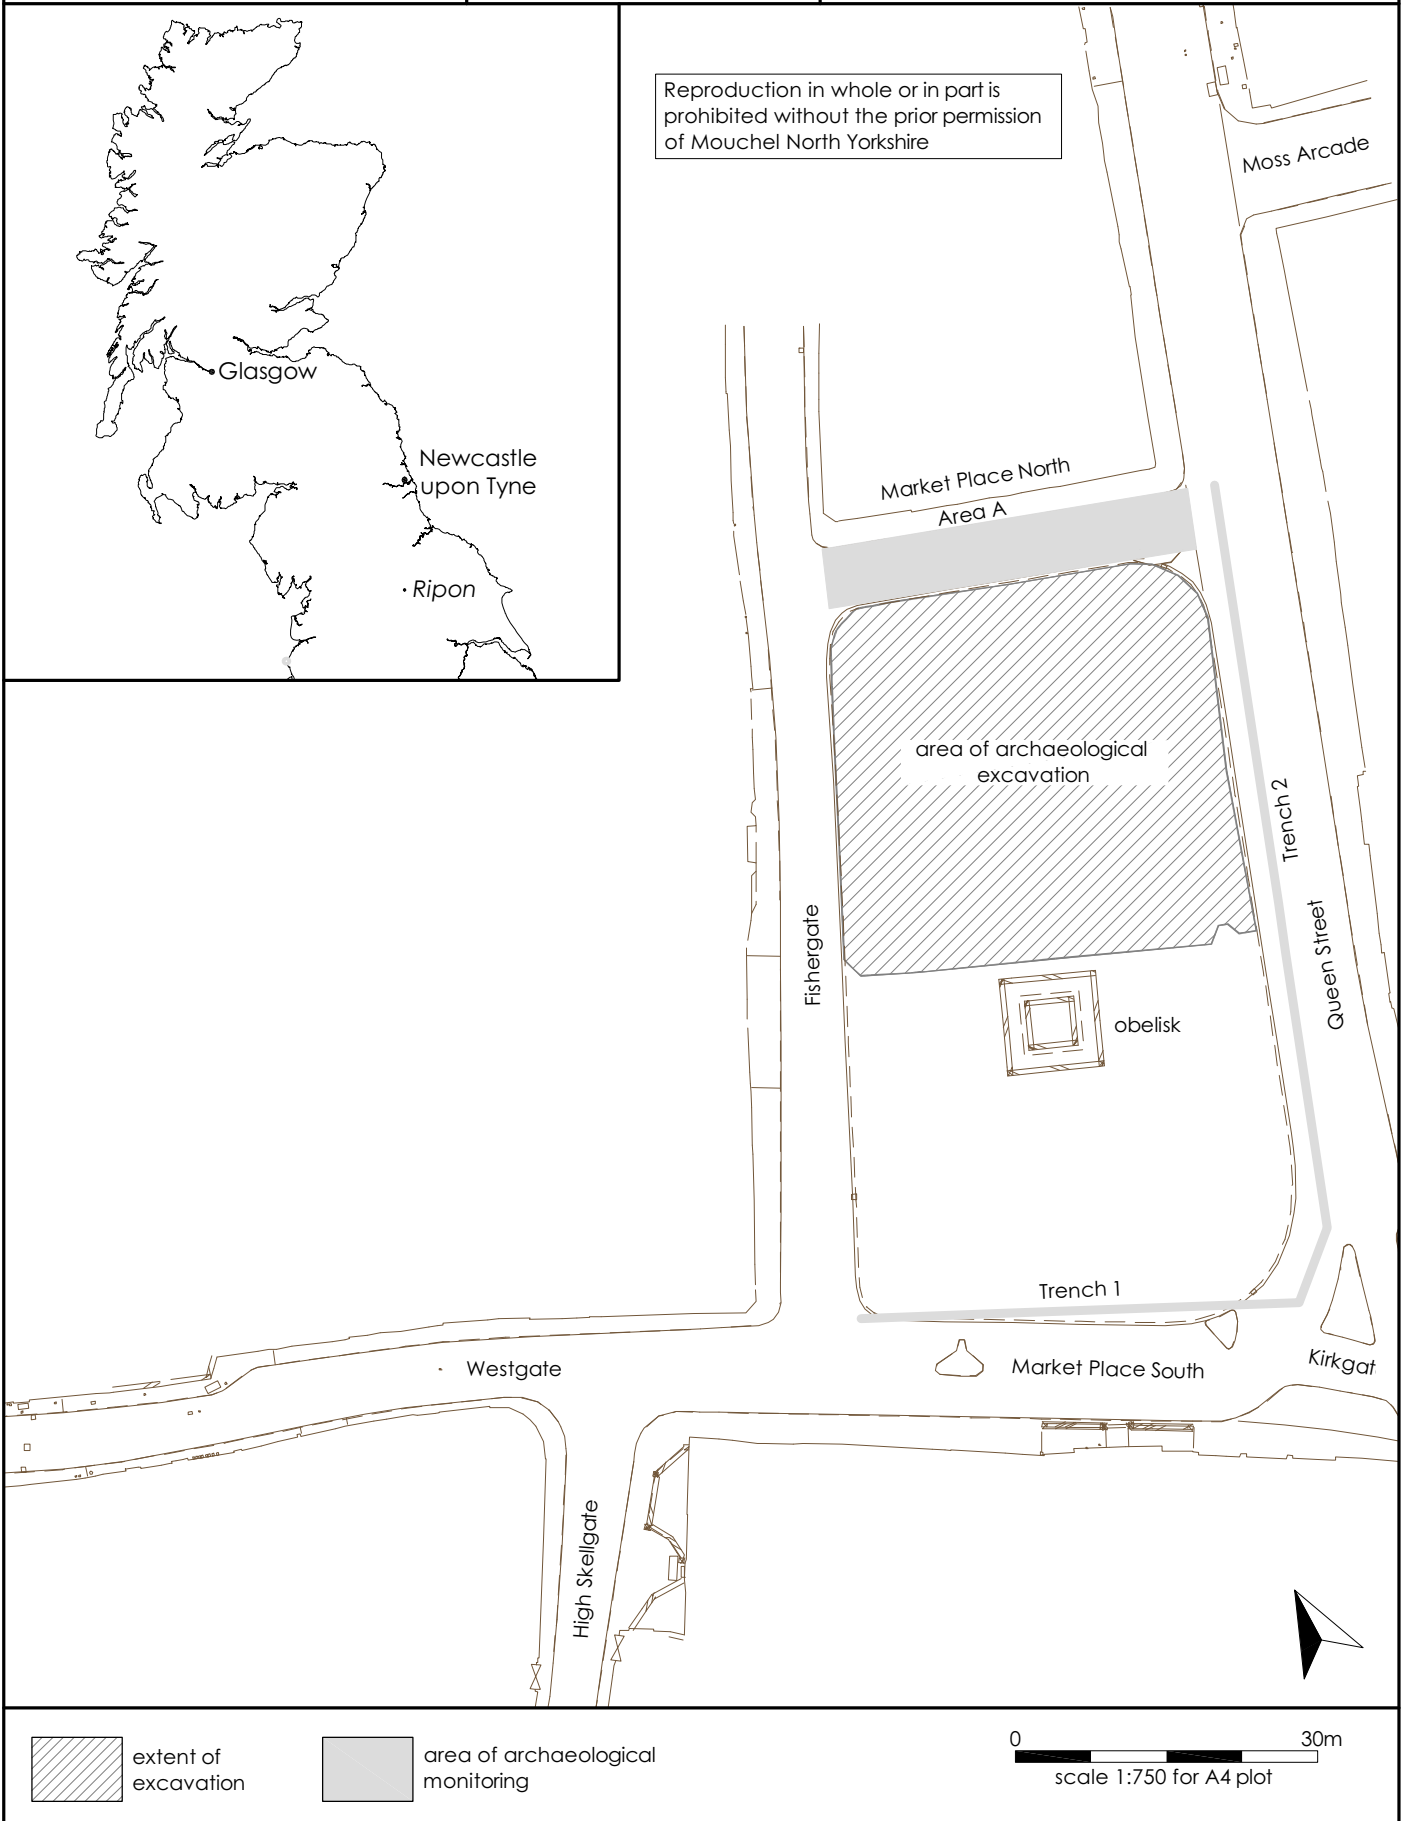 Reproduction in whole or in part is
prohibited without the prior permission
of Mouchel North Yorkshire
Glasgow
Newcastle
upon Tyne
Ripon
Moss Arcade
Market Place North
Area A
area of archaeological
excavation
Trench 2
Fishergate
Queen Street
obelisk
Trench 1
Westgate
Market Place South
Kirkgat
High Skellgate
extent of
excavation
area of archaeological
monitoring
0 30m
scale 1:750 for A4 plot